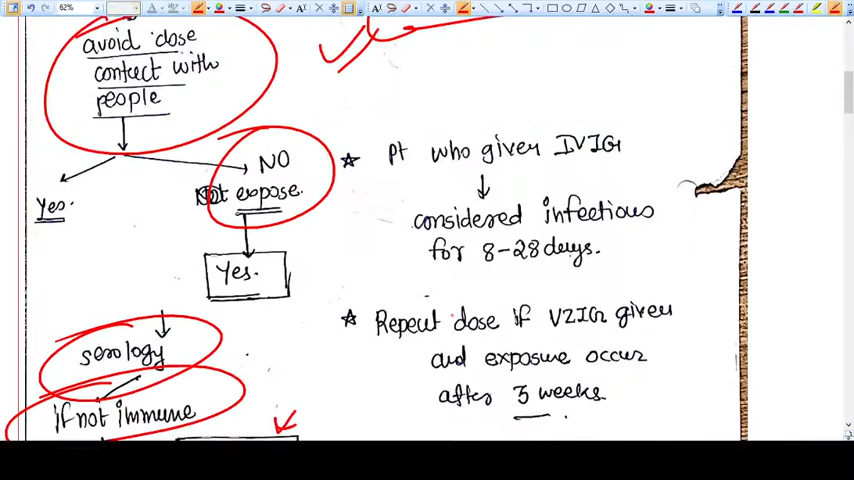 62%
avoid close
contact with
people
Yes.
NO
expose.
Yes.
serology
if not immune
★ Pt who given IVIG
considered infectious
for 8-28 days.
★ Repeat dose if VZIG given
and exposure occur
after 3 weeks.